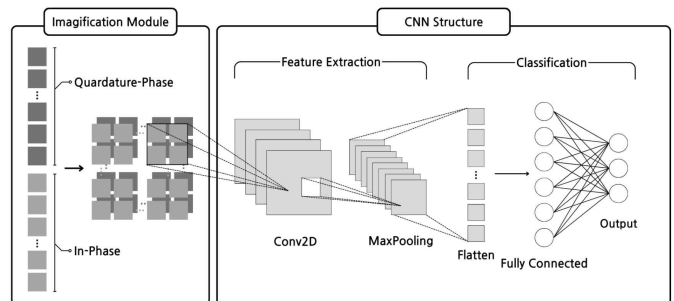 Imagification Module
CNN Structure
Quardature-Phase
In-Phase
Feature Extraction
Classification
Conv2D
MaxPooling
Flatten
Fully Connected
Output